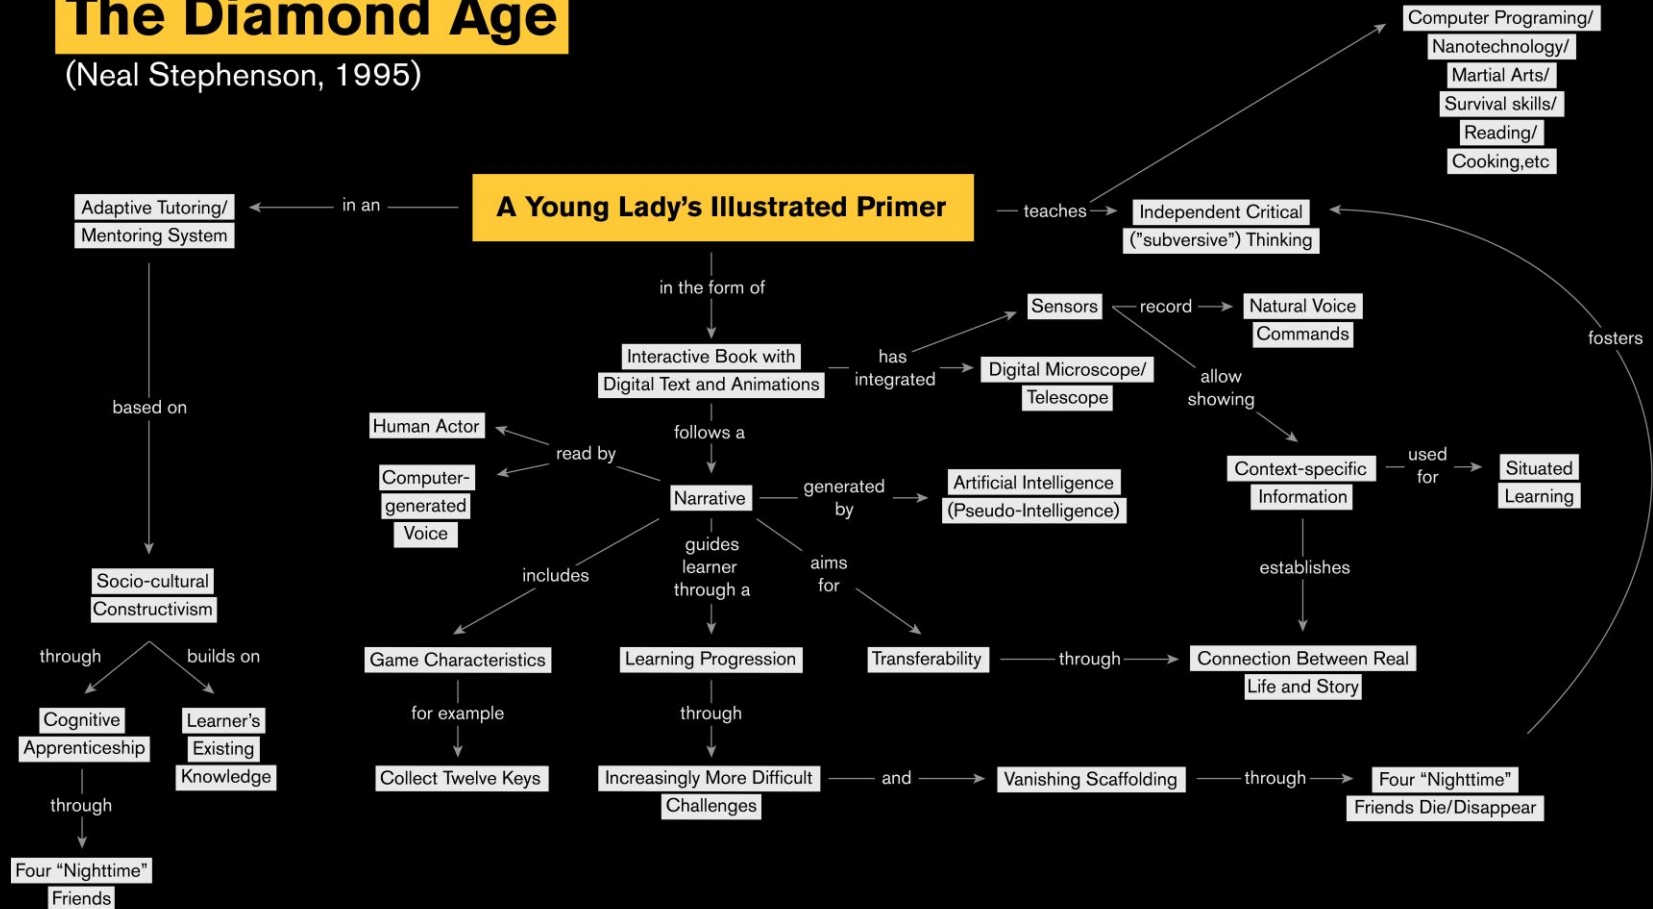 The Diamond Age
(Neal Stephenson, 1995)
Computer Programing/
Nanotechnology/
Martial Arts/
Survival skills/
Reading/
Cooking,etc
Adaptive Tutoring/
Mentoring System
in an
A Young Lady’s Illustrated Primer
teaches
Independent Critical
(”subversive”) Thinking
in the form of
Sensors
record
Natural Voice
Commands
fosters
Interactive Book with
Digital Text and Animations
has
integrated
Digital Microscope/
Telescope
allow
showing
based on
Human Actor
follows a
read by
Computer-
generated
Voice
Narrative
generated
by
Artificial Intelligence
(Pseudo-Intelligence)
Context-specific
Information
used
for
Situated
Learning
includes
guides
learner
through a
aims
for
establishes
Socio-cultural
Constructivism
through
builds on
Game Characteristics
Learning Progression
Transferability
through
Connection Between Real
Life and Story
Cognitive
Apprenticeship
Learner’s
Existing
Knowledge
for example
through
Collect Twelve Keys
Increasingly More Difficult
Challenges
and
Vanishing Scaffolding
through
Four “Nighttime”
Friends Die/Disappear
through
Four “Nighttime”
Friends